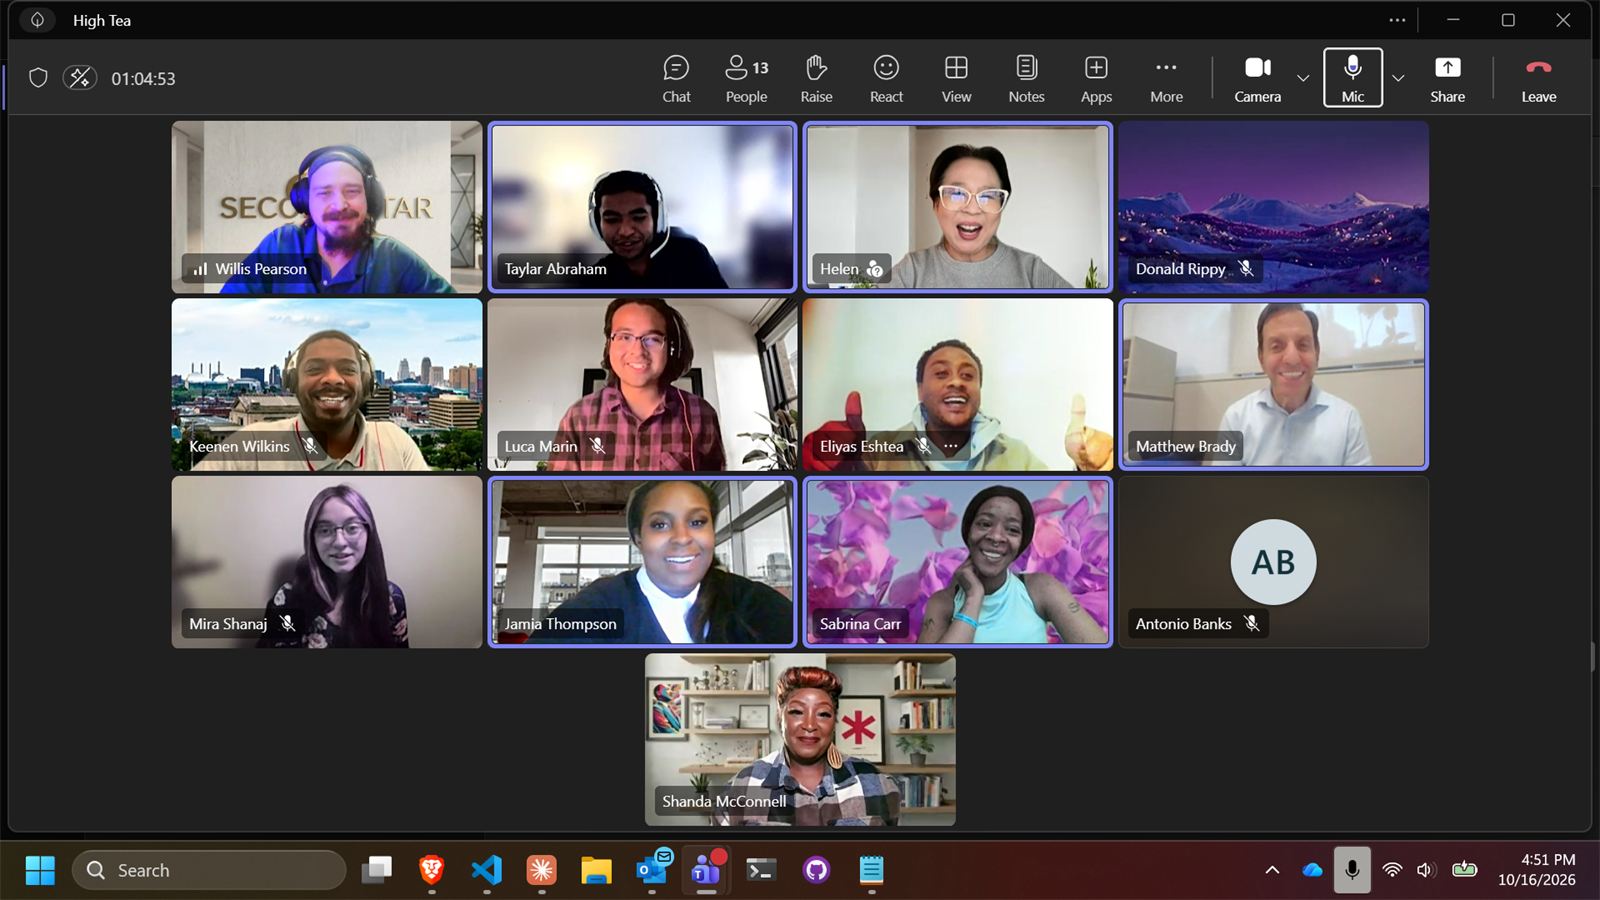 High Tea
01:04:53
Chat
People 13
Raise
React
View
Notes
Apps
More
Camera
Mic
Share
Leave
SECO TAR
Willis Pearson
Taylar Abraham
Helen
Donald Rippy
Keenen Wilkins
Luca Marin
Eliyas Eshtea
Matthew Brady
Mira Shanaj
Jamia Thompson
Sabrina Carr
AB
Antonio Banks
Shanda McConnell
Search
4:51 PM
10/16/2026